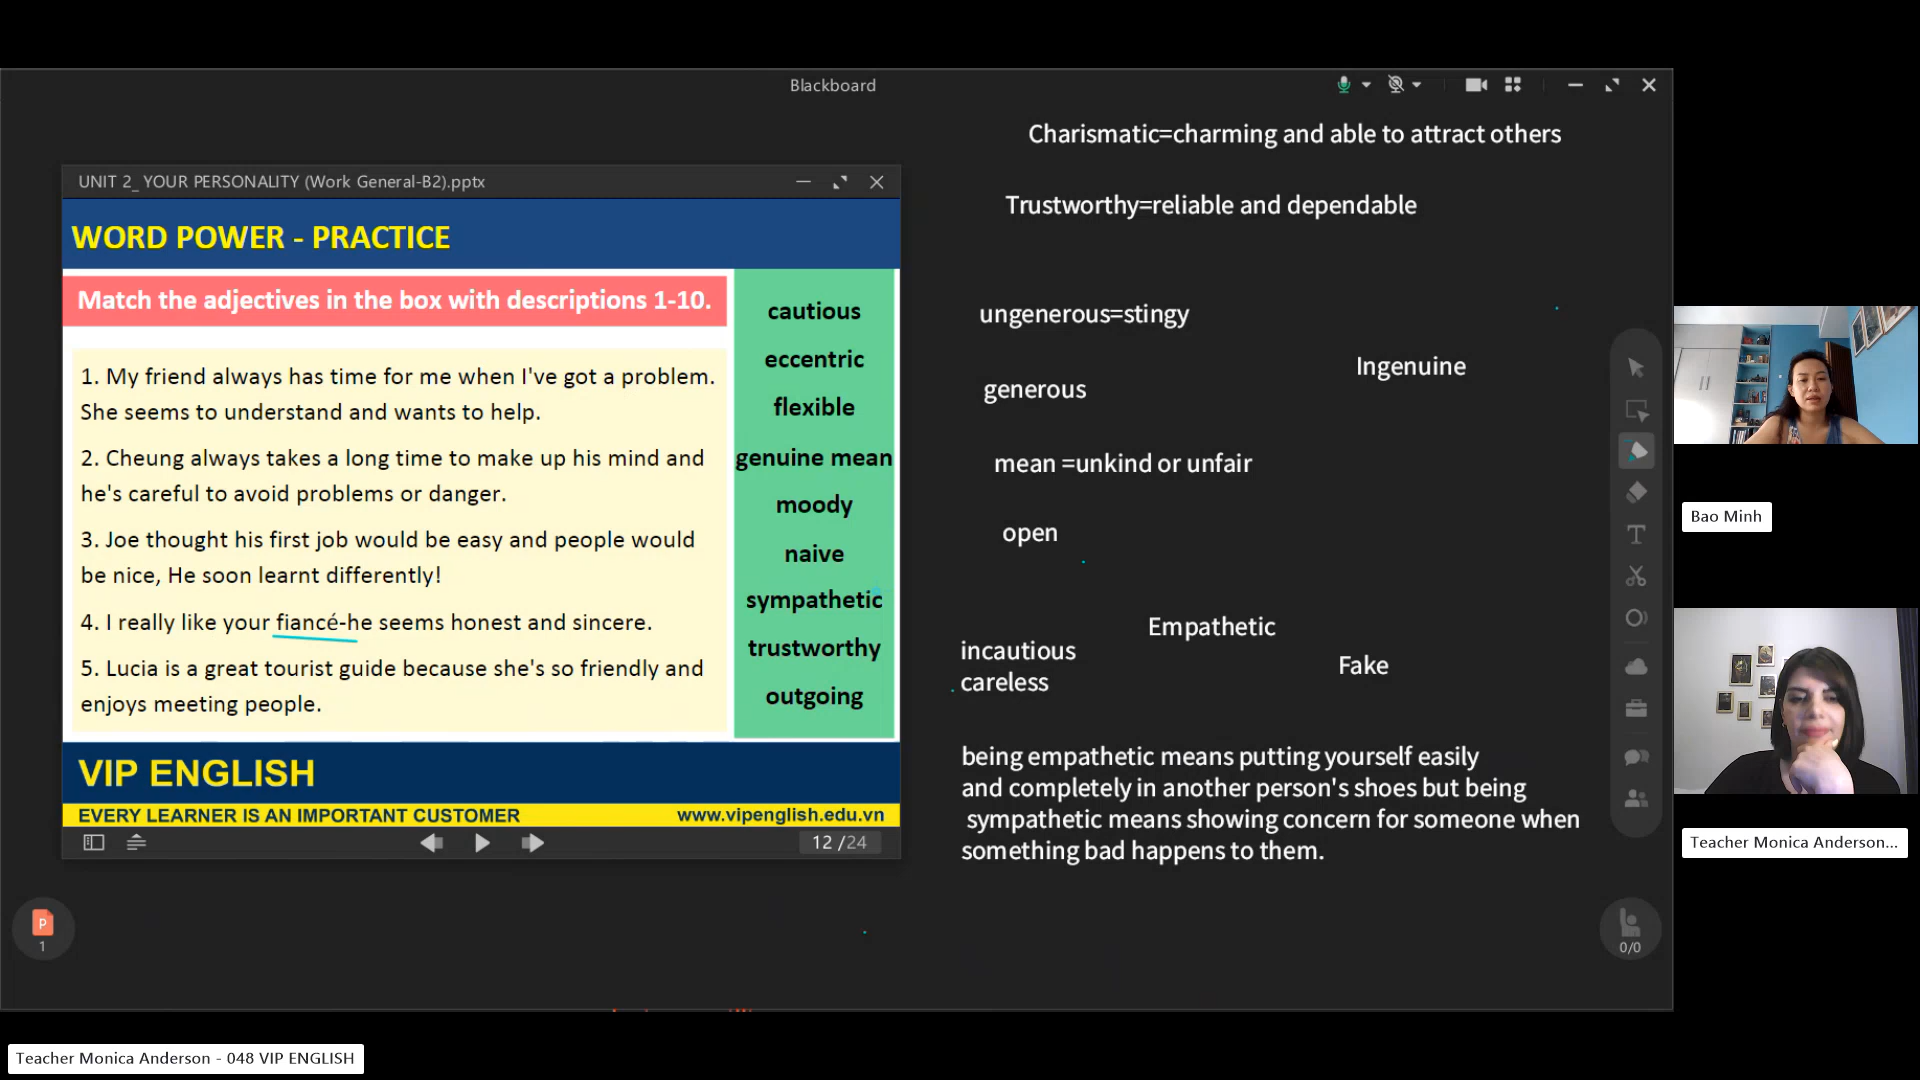 Blackboard
UNIT 2_ YOUR PERSONALITY (Work General-B2).pptx
WORD POWER - PRACTICE
Match the adjectives in the box with descriptions 1-10.
1. My friend always has time for me when I've got a problem.
She seems to understand and wants to help.
2. Cheung always takes a long time to make up his mind and
he's careful to avoid problems or danger.
3. Joe thought his first job would be easy and people would
be nice, He soon learnt differently!
4. I really like your fiancé-he seems honest and sincere.
5. Lucia is a great tourist guide because she's so friendly and
enjoys meeting people.
cautious
eccentric
flexible
genuine mean
moody
naive
sympathetic
trustworthy
outgoing
VIP ENGLISH
EVERY LEARNER IS AN IMPORTANT CUSTOMER
www.vipenglish.edu.vn
12 /24
Charismatic=charming and able to attract others
Trustworthy=reliable and dependable
ungenerous=stingy
Ingenuine
generous
mean =unkind or unfair
open
Empathetic
incautious
careless
Fake
being empathetic means putting yourself easily
and completely in another person's shoes but being
sympathetic means showing concern for someone when
something bad happens to them.
P
1
T
0/0
Bao Minh
Teacher Monica Anderson...
Teacher Monica Anderson - 048 VIP ENGLISH